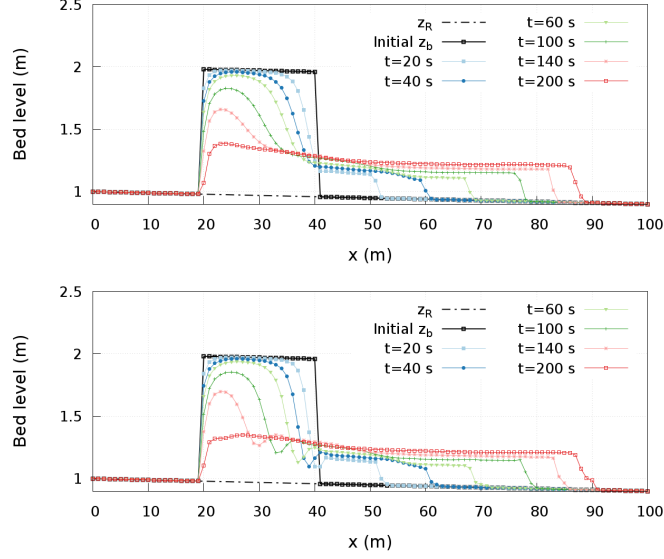 z_R
Initial z_b
t=20 s
t=40 s
t=60 s
t=100 s
t=140 s
t=200 s
Bed level (m)
2.5
2
1.5
1
0 10 20 30 40 50 60 70 80 90 100
x (m)
z_R
Initial z_b
t=20 s
t=40 s
t=60 s
t=100 s
t=140 s
t=200 s
Bed level (m)
2.5
2
1.5
1
0 10 20 30 40 50 60 70 80 90 100
x (m)